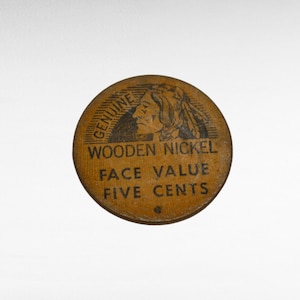 GENUINE
WOODEN NICKEL
FACE VALUE
FIVE CENTS